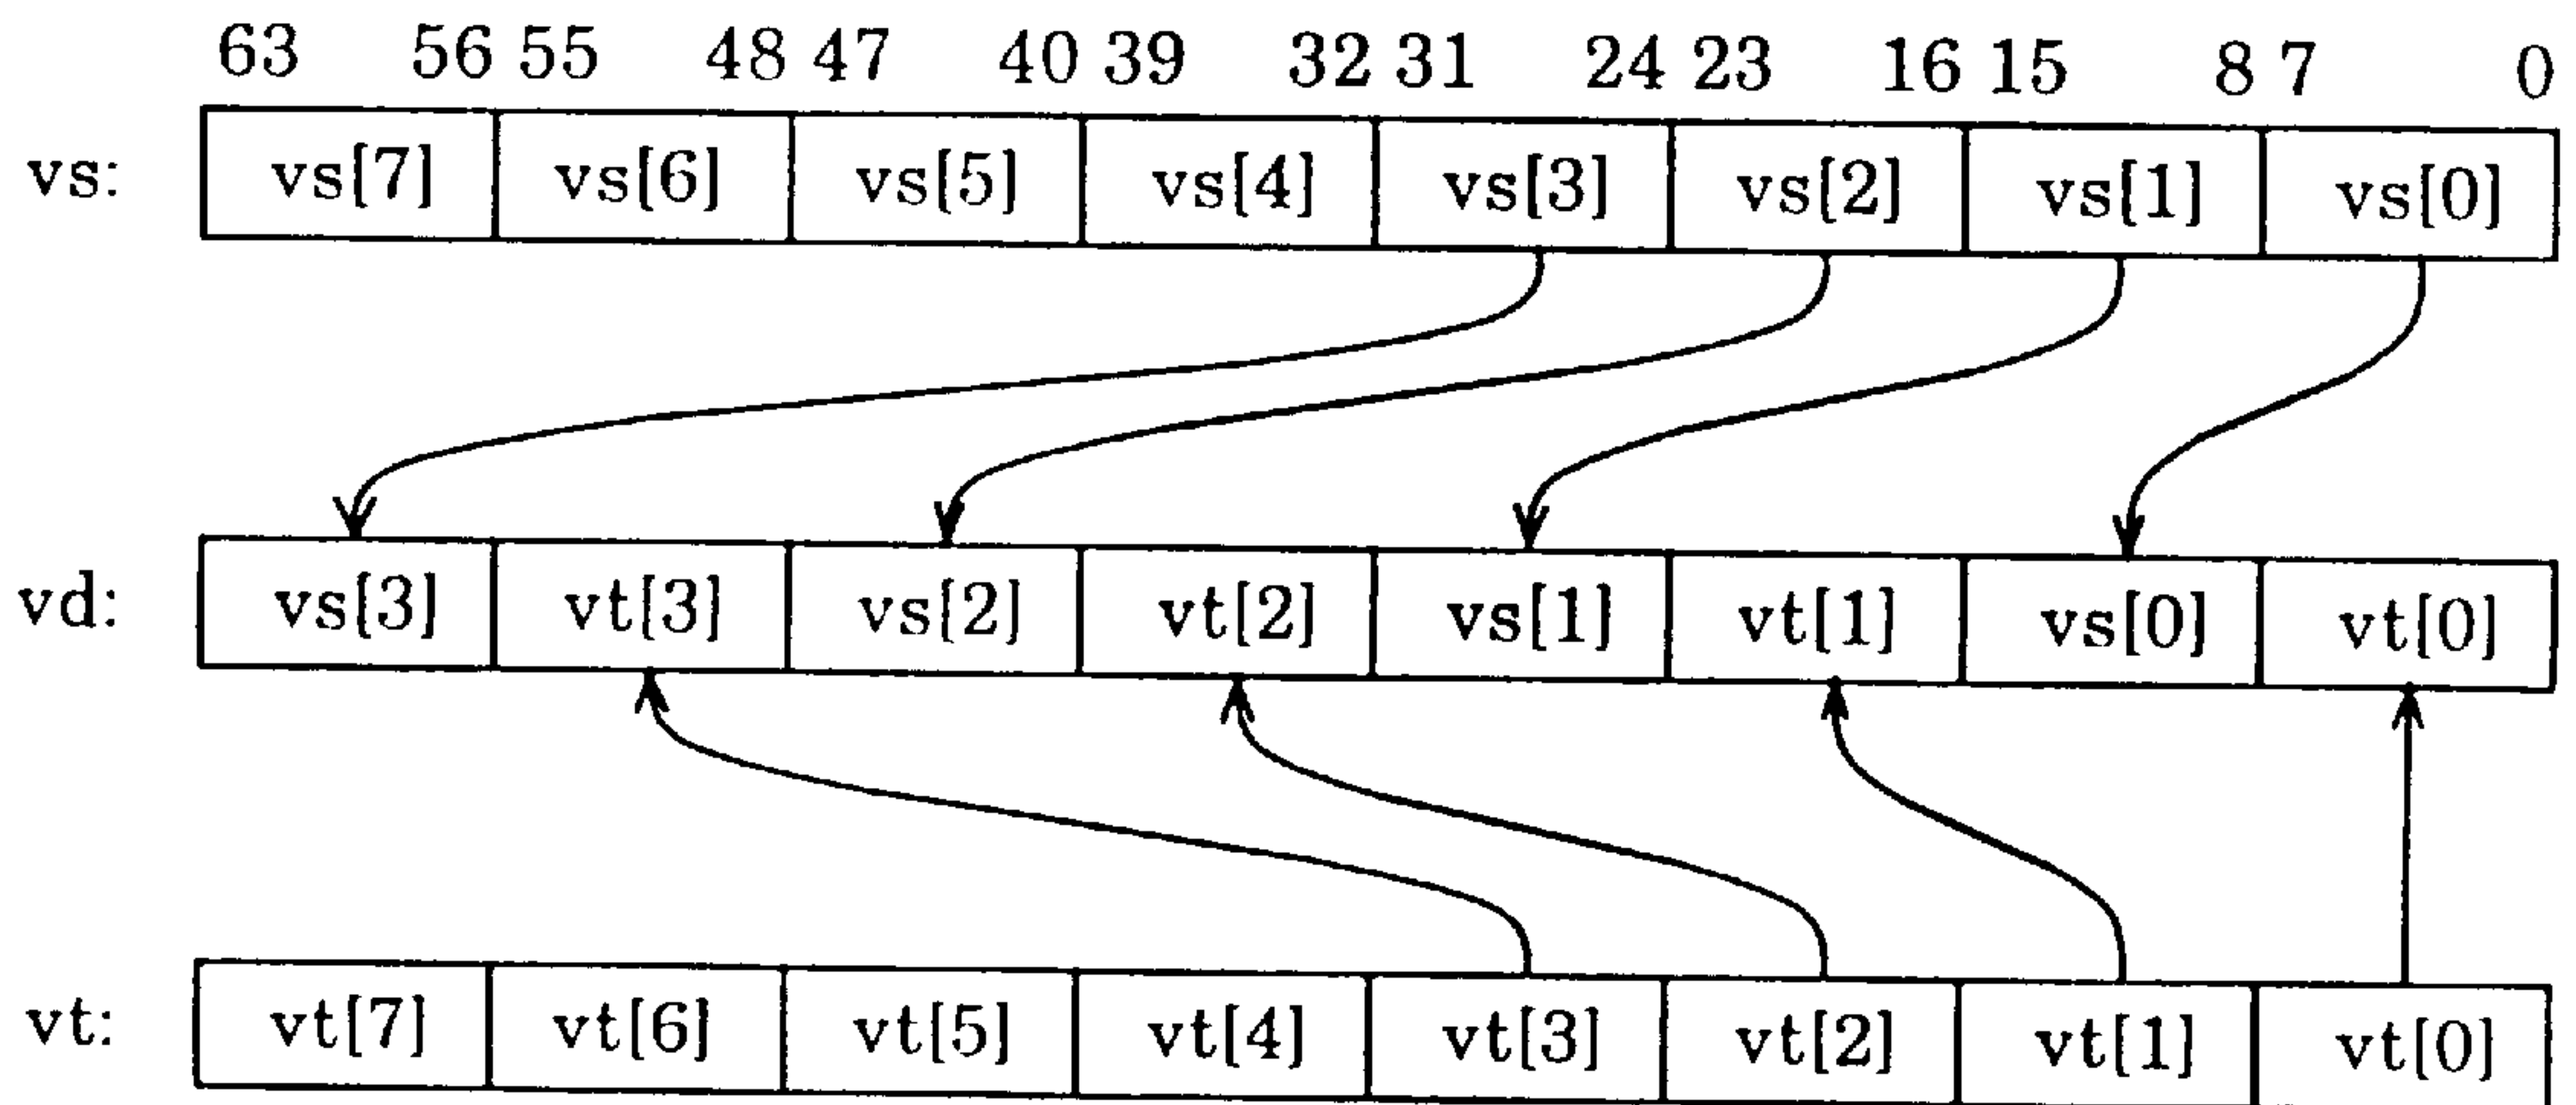 63 56 55 48 47 40 39 32 31 24 23 16 15 8 7 0
vs: vs[7] vs[6] vs[5] vs[4] vs[3] vs[2] vs[1] vs[0]
vd: vs[3] vt[3] vs[2] vt[2] vs[1] vt[1] vs[0] vt[0]
vt: vt[7] vt[6] vt[5] vt[4] vt[3] vt[2] vt[1] vt[0]